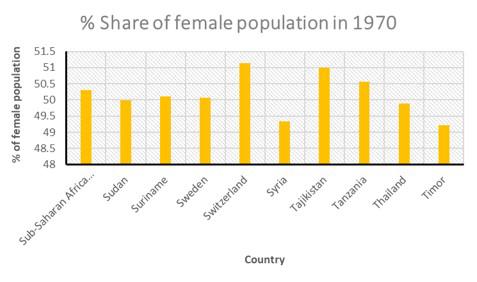 % Share of female population in 1970
% of female population
51.5
51
50.5
50
49.5
49
48.5
48
Sub-Saharan Africa...
Sudan
Suriname
Sweden
Switzerland
Syria
Tajikistan
Tanzania
Thailand
Timor
Country